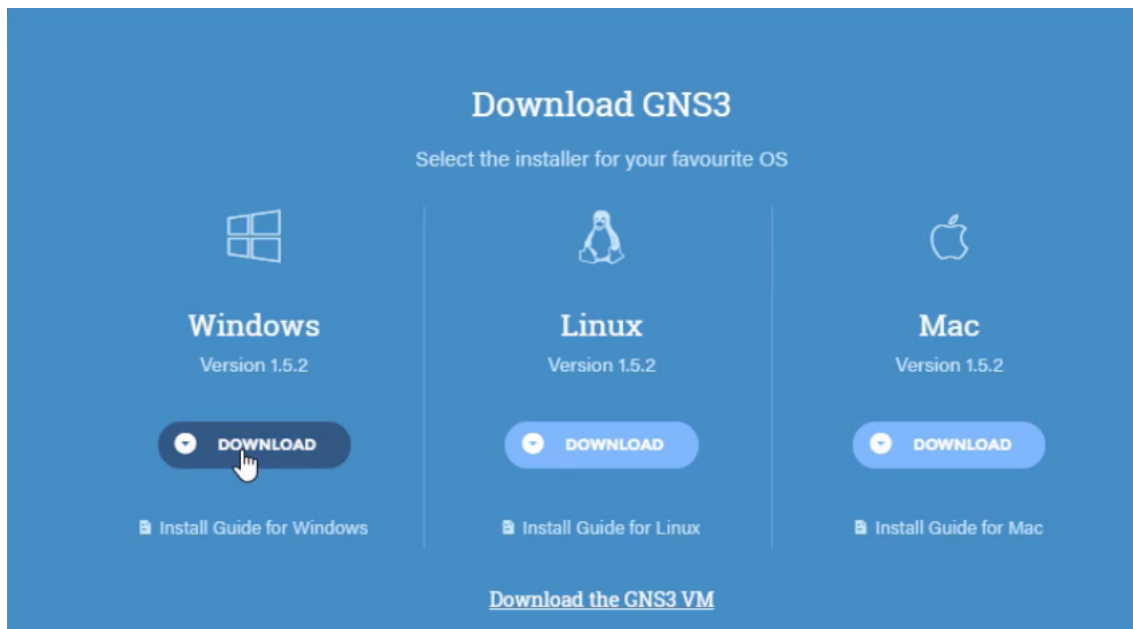 Download GNS3
Select the installer for your favourite OS
Windows
Version 1.5.2
DOWNLOAD
Install Guide for Windows
Linux
Version 1.5.2
DOWNLOAD
Install Guide for Linux
Mac
Version 1.5.2
DOWNLOAD
Install Guide for Mac
Download the GNS3 VM